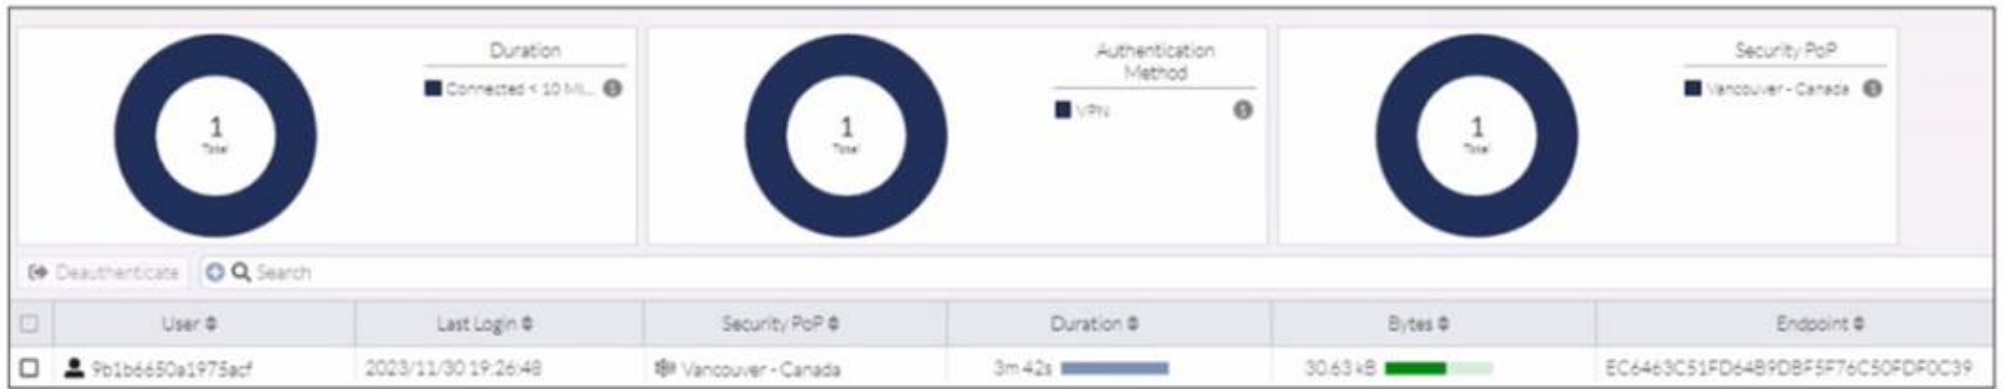 Duration
Connected < 10 Mi...
1
Total
Authentication
Method
VPN
1
Total
Security PoP
Vancouver - Canada
1
Total
Deauthenticate Search
User Last Login Security PoP Duration Bytes Endpoint
9b1b6650a1975acf 2023/11/30 19:26:48 Vancouver - Canada 3m 42s 30.63 kB EC6463C51FD64B9DBF5F76C50FDF0C39